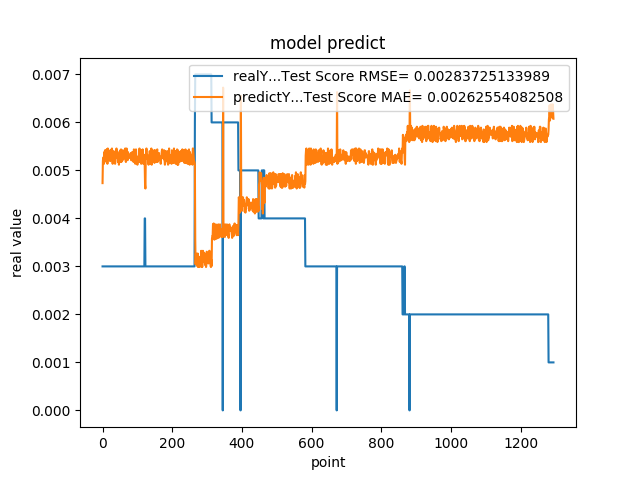 model predict
realY...Test Score RMSE= 0.00283725133989
predictY...Test Score MAE= 0.00262554082508
0.007
0.006
0.005
0.004
0.003
0.002
0.001
0.000
real value
0 200 400 600 800 1000 1200
point